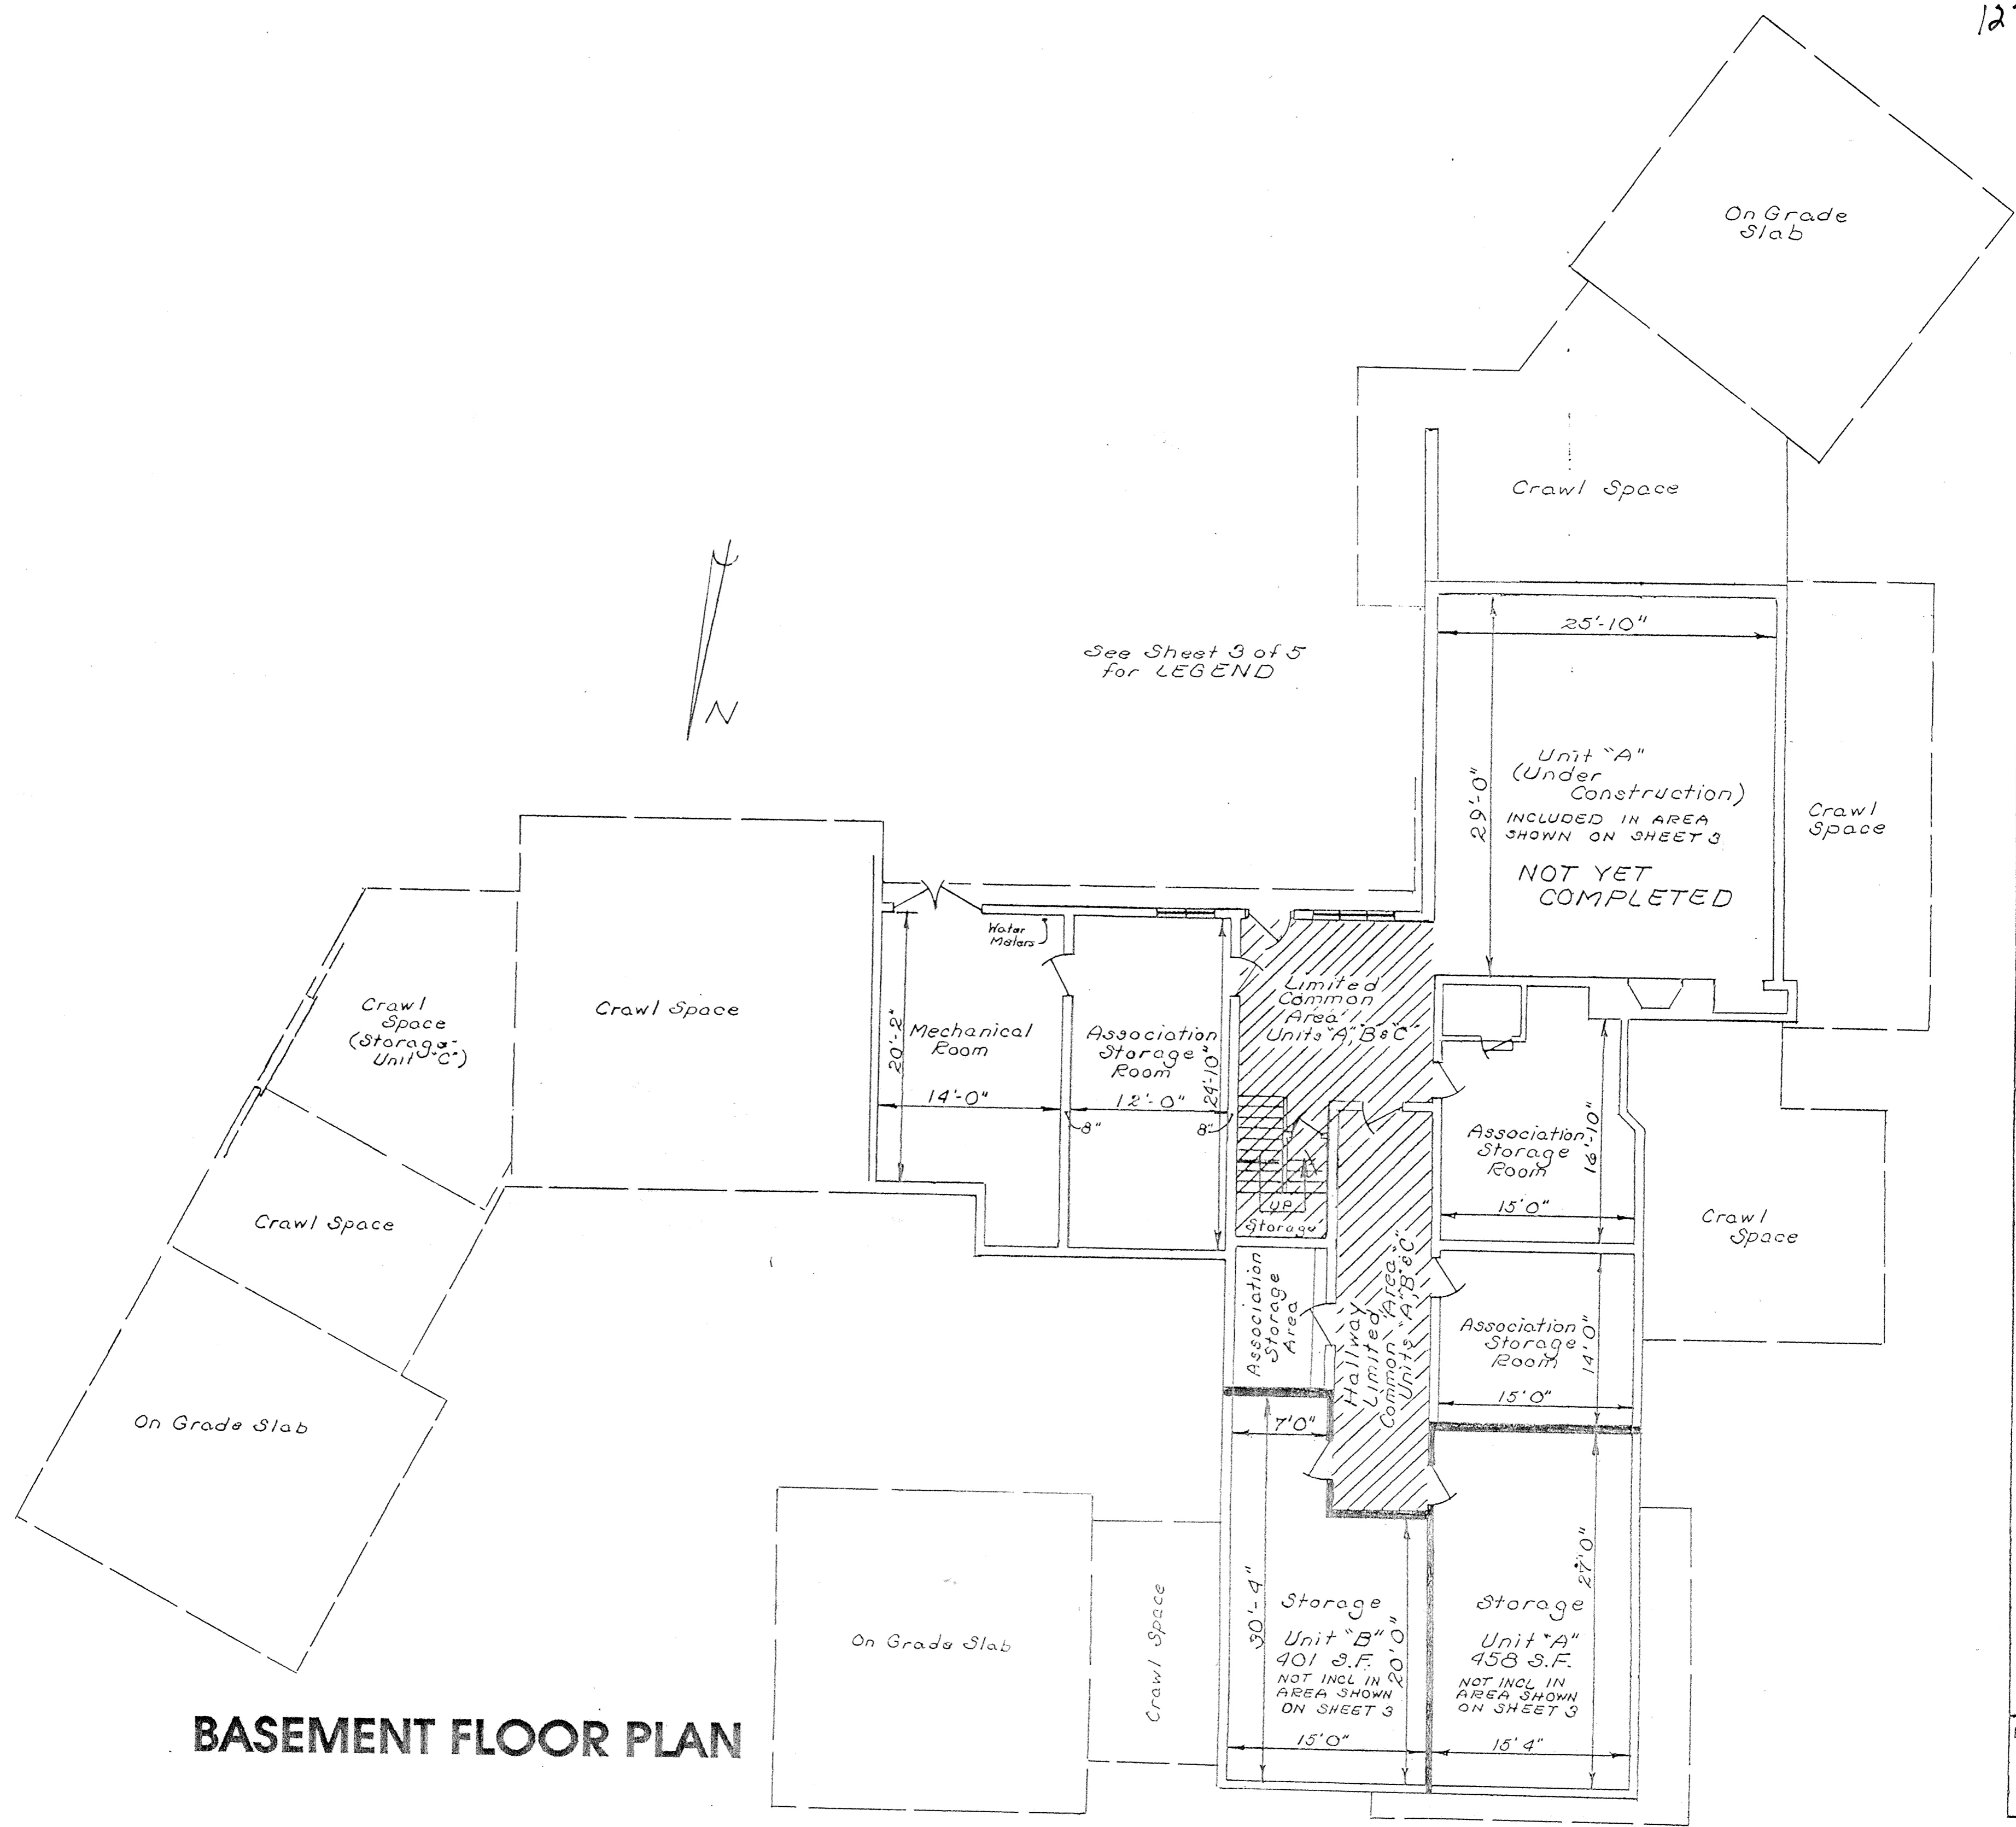 12
On Grade
Slab
Crawl Space
25'-10"
See Sheet 3 of 5
for LEGEND
N
Unit "A"
(Under
Construction)
INCLUDED IN AREA
SHOWN ON SHEET 3
NOT YET
COMPLETED
29'-0"
Crawl
Space
Water
Meters
Crawl
Space
(Storage-
Unit "C")
Crawl Space
Mechanical
Room
20'-2"
14'-0"
8"
Association
Storage
Room
24'-10"
12'-0"
8"
Limited
Common
Area
Units "A", B & C"
Association
Storage
Room
16'-10"
15'0"
UP
Storage
Crawl Space
Crawl
Space
Association
Storage
Area
Hallway
Limited
Common Area
Units "A", "B" & "C"
Association
Storage
Room
14'0"
15'0"
On Grade Slab
7'0"
30'-4"
20'0"
27'0"
Storage
Unit "B"
401 S.F.
NOT INCL IN
AREA SHOWN
ON SHEET 3
15'0"
Storage
Unit "A"
458 S.F.
NOT INCL IN
AREA SHOWN
ON SHEET 3
15'4"
On Grade Slab
Crawl Space
BASEMENT FLOOR PLAN